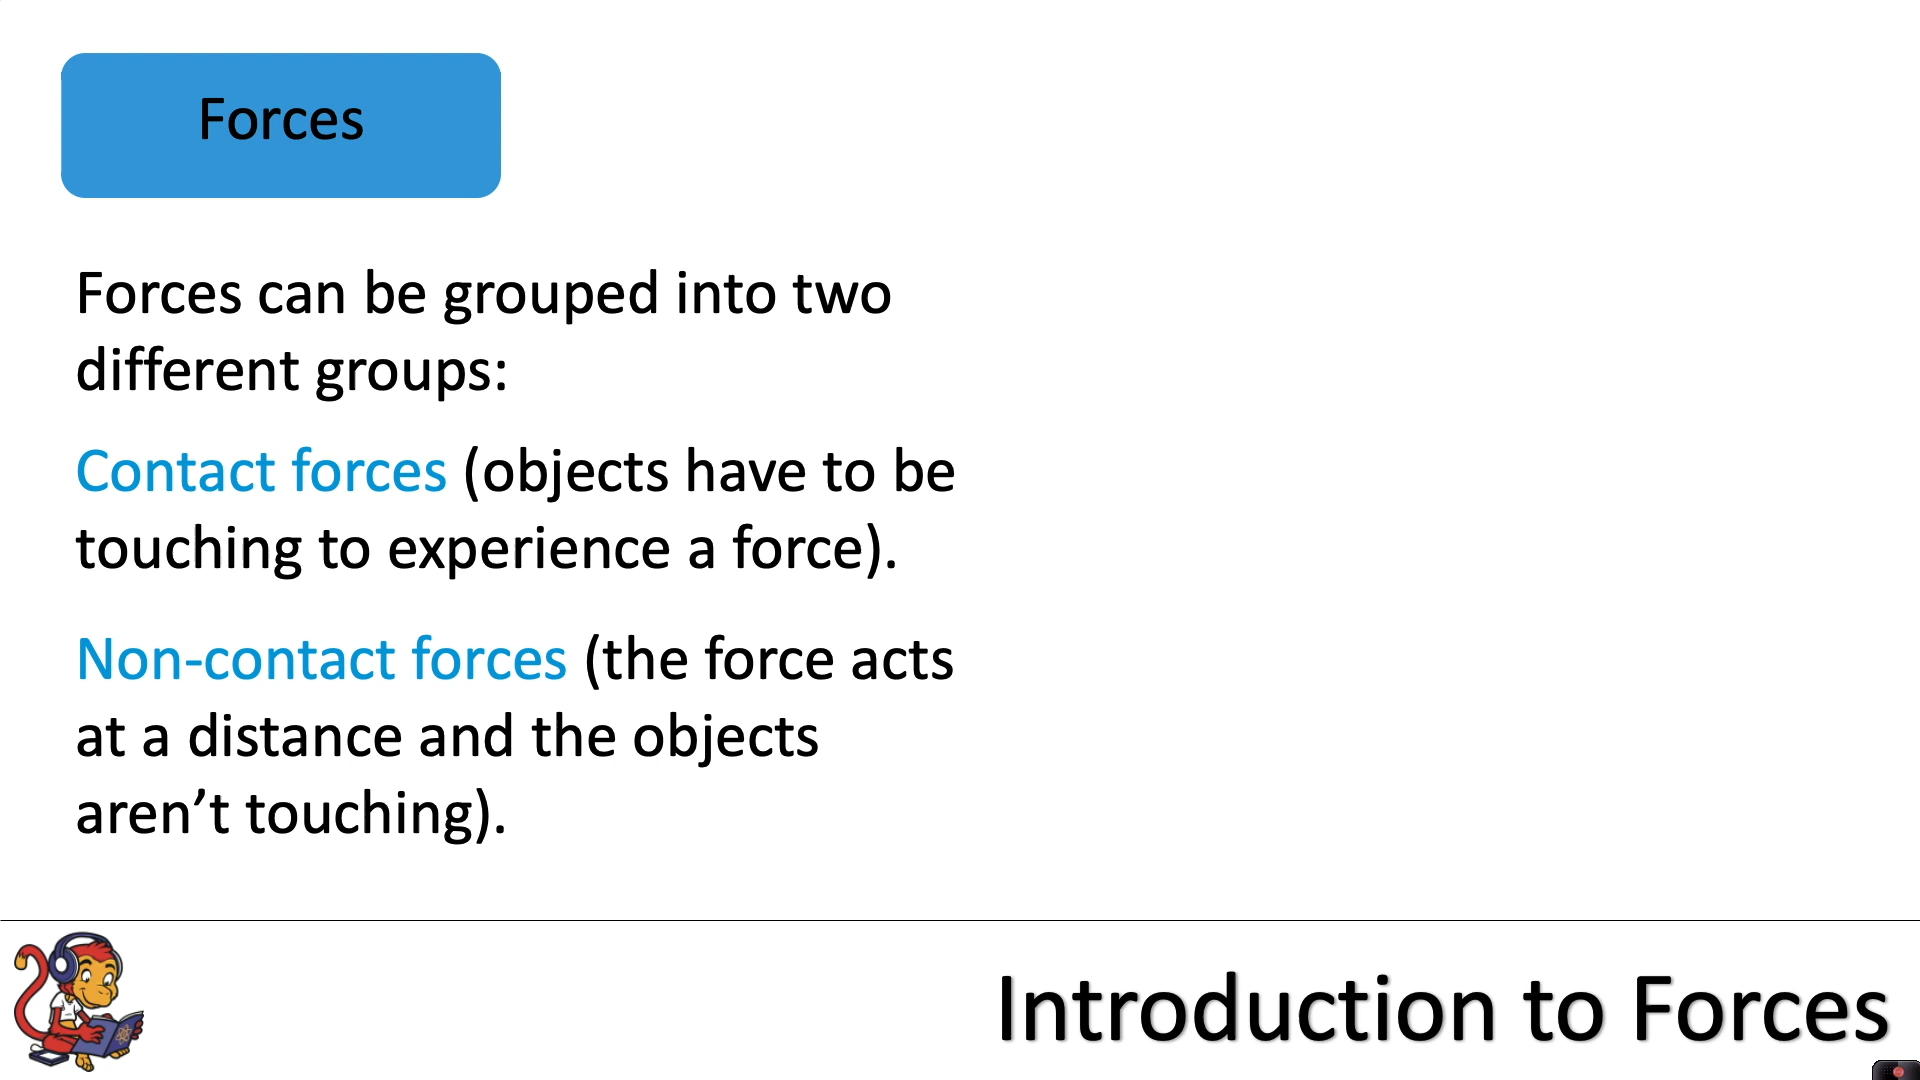 Forces
Forces can be grouped into two
different groups:
Contact forces (objects have to be
touching to experience a force).
Non-contact forces (the force acts
at a distance and the objects
aren’t touching).
Introduction to Forces